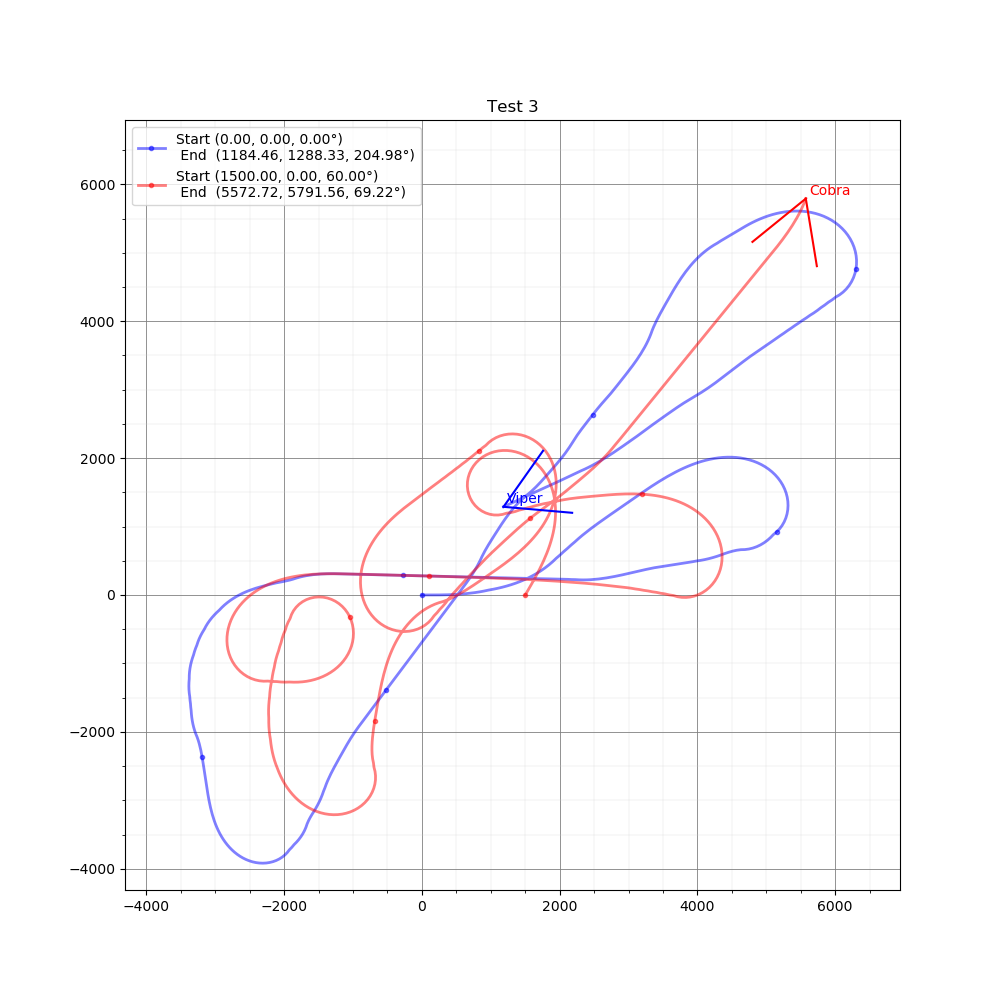 Test 3
Start (0.00, 0.00, 0.00°)
End  (1184.46, 1288.33, 204.98°)
Start (1500.00, 0.00, 60.00°)
End  (5572.72, 5791.56, 69.22°)
Cobra
Viper
6000
4000
2000
0
−2000
−4000
−4000 −2000 0 2000 4000 6000